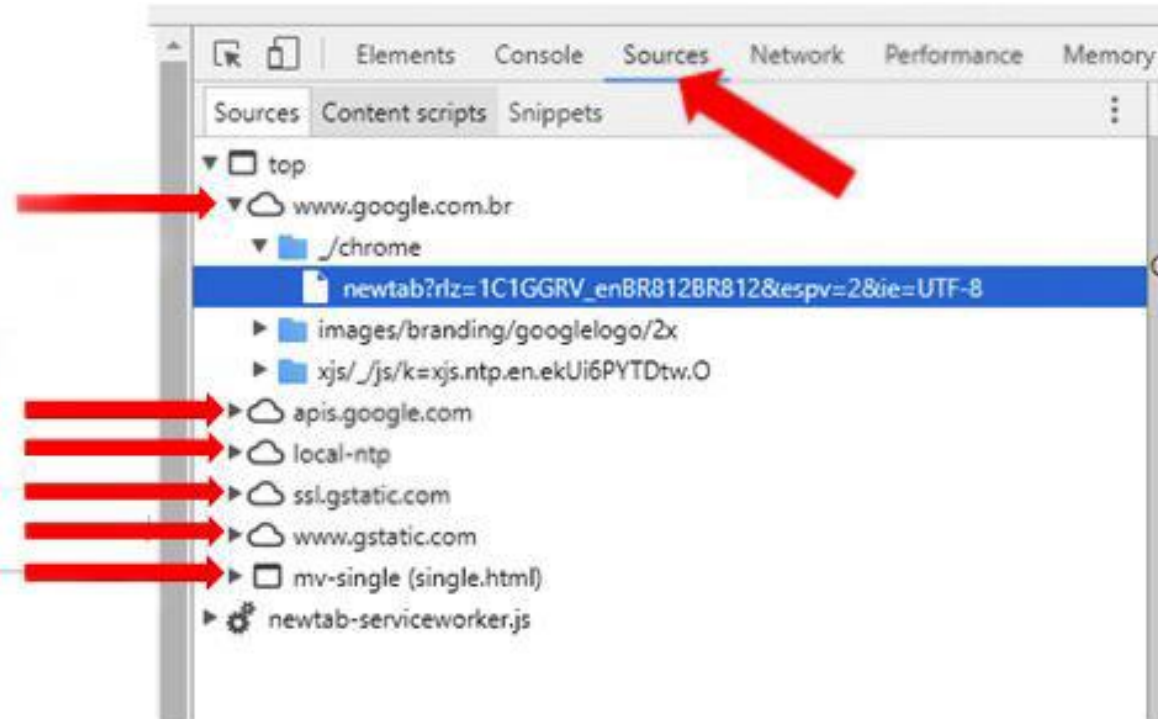 Elements Console Sources Network Performance Memory
Sources Content scripts Snippets
top
www.google.com.br
_/chrome
newtab?rlz=1C1GGRV_enBR812BR812&espv=2&ie=UTF-8
images/branding/googlelogo/2x
xjs/_/js/k=xjs.ntp.en.ekUi6PYTDtw.O
apis.google.com
local-ntp
ssl.gstatic.com
www.gstatic.com
mv-single (single.html)
newtab-serviceworker.js